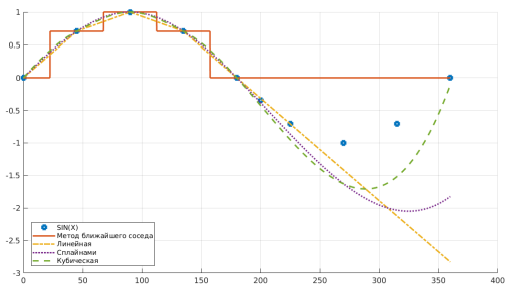 1
0.5
0
-0.5
-1
-1.5
-2
-2.5
-3
SIN(X)
Метод ближайшего соседа
Линейная
Сплайнами
Кубическая
0 50 100 150 200 250 300 350 400